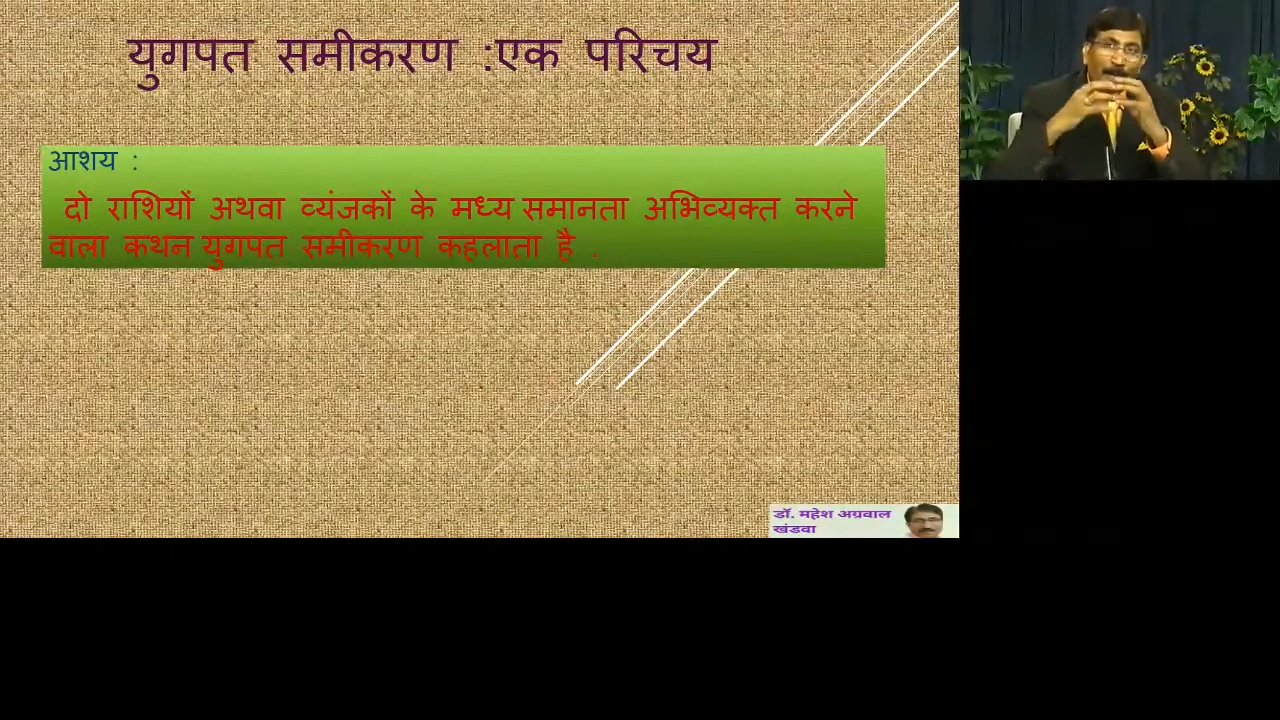 युगपत समीकरण :एक परिचय
आशय :
दो राशियों अथवा व्यंजकों के मध्य समानता अभिव्यक्त करने
वाला कथन युगपत समीकरण कहलाता है .
डॉ. महेश अग्रवाल
खंडवा